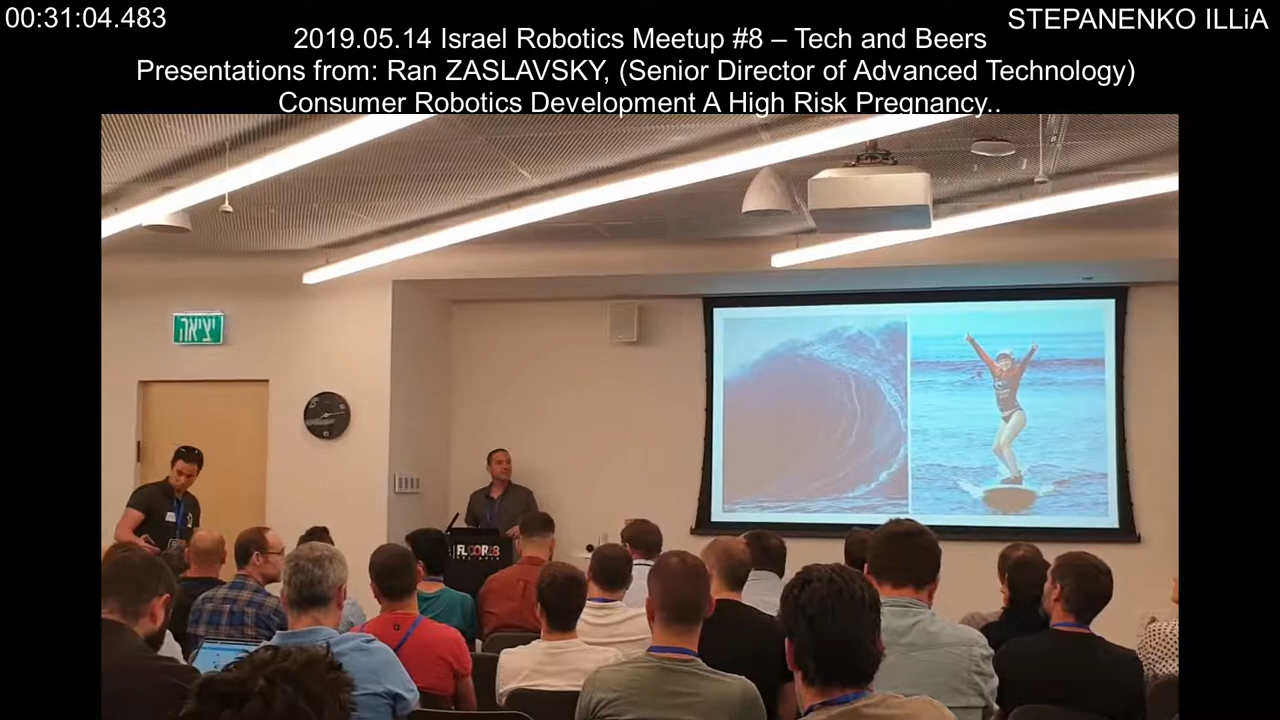 00:31:04.483
STEPANENKO ILLiA
2019.05.14 Israel Robotics Meetup #8 – Tech and Beers
Presentations from: Ran ZASLAVSKY, (Senior Director of Advanced Technology)
Consumer Robotics Development A High Risk Pregnancy..
יציאה